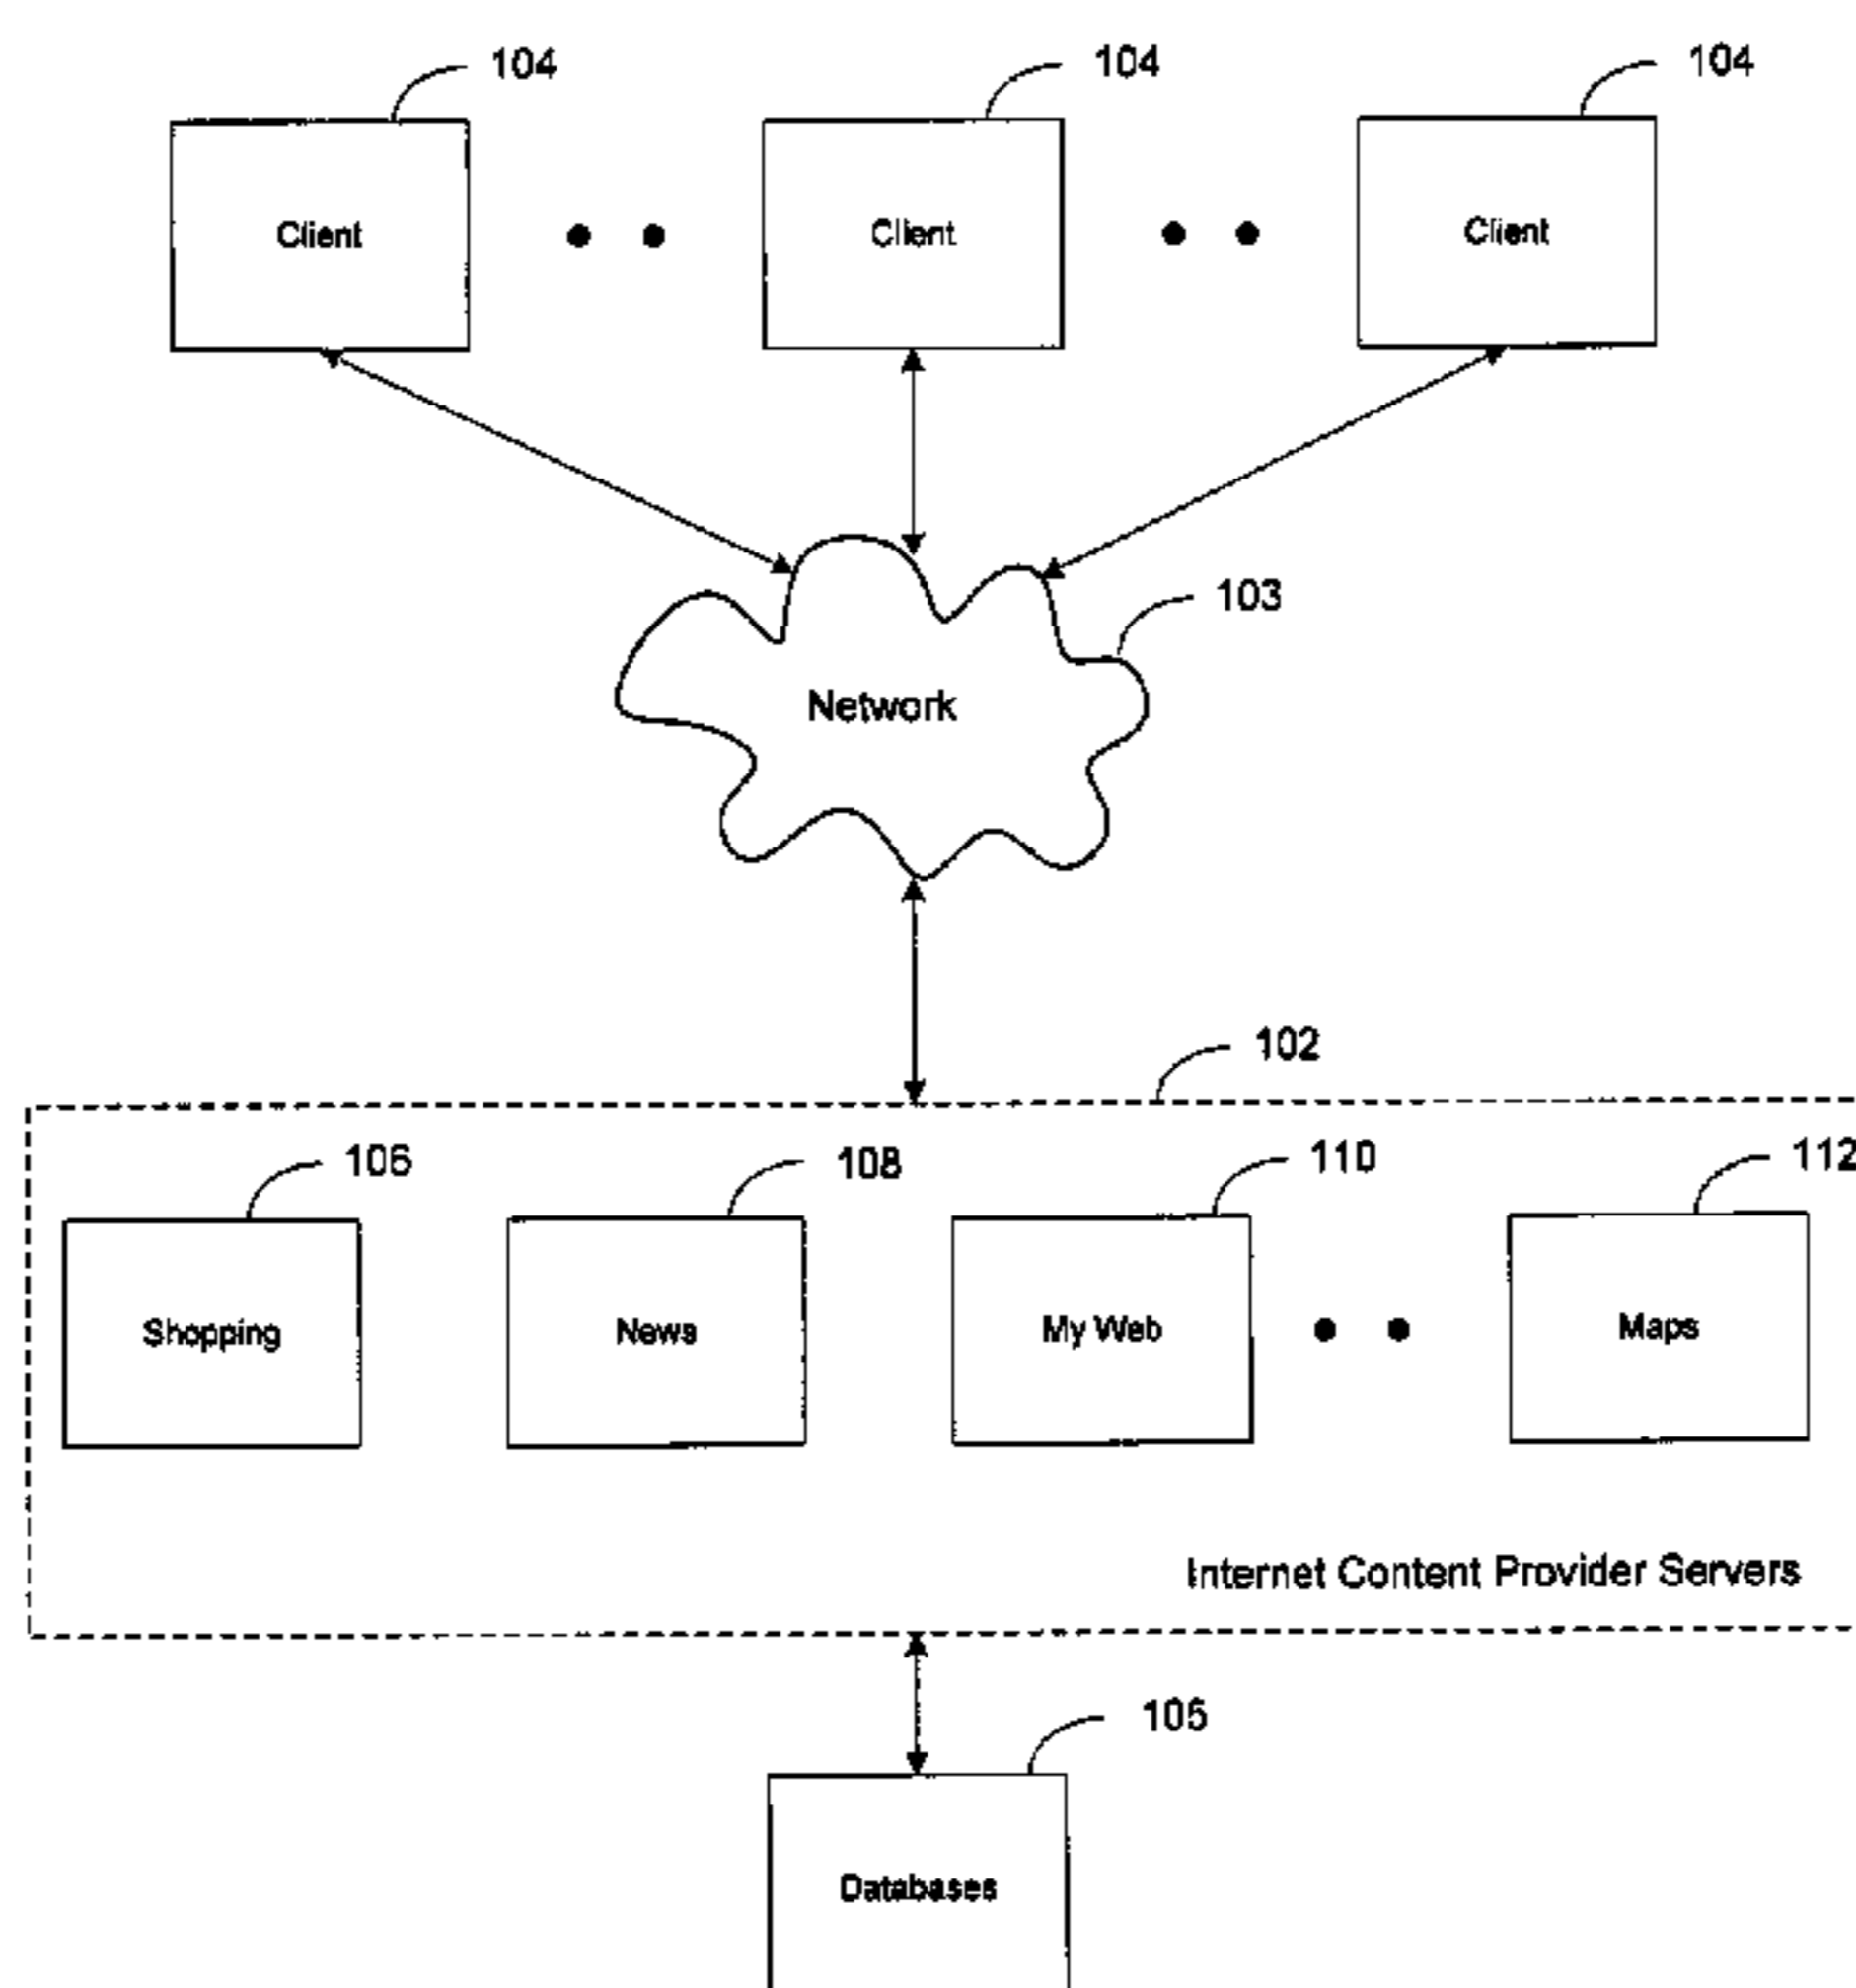 104
104
104
Client
Client
Client
103
Network
102
106
108
110
112
Shopping
News
My Web
Maps
Internet Content Provider Servers
105
Databases